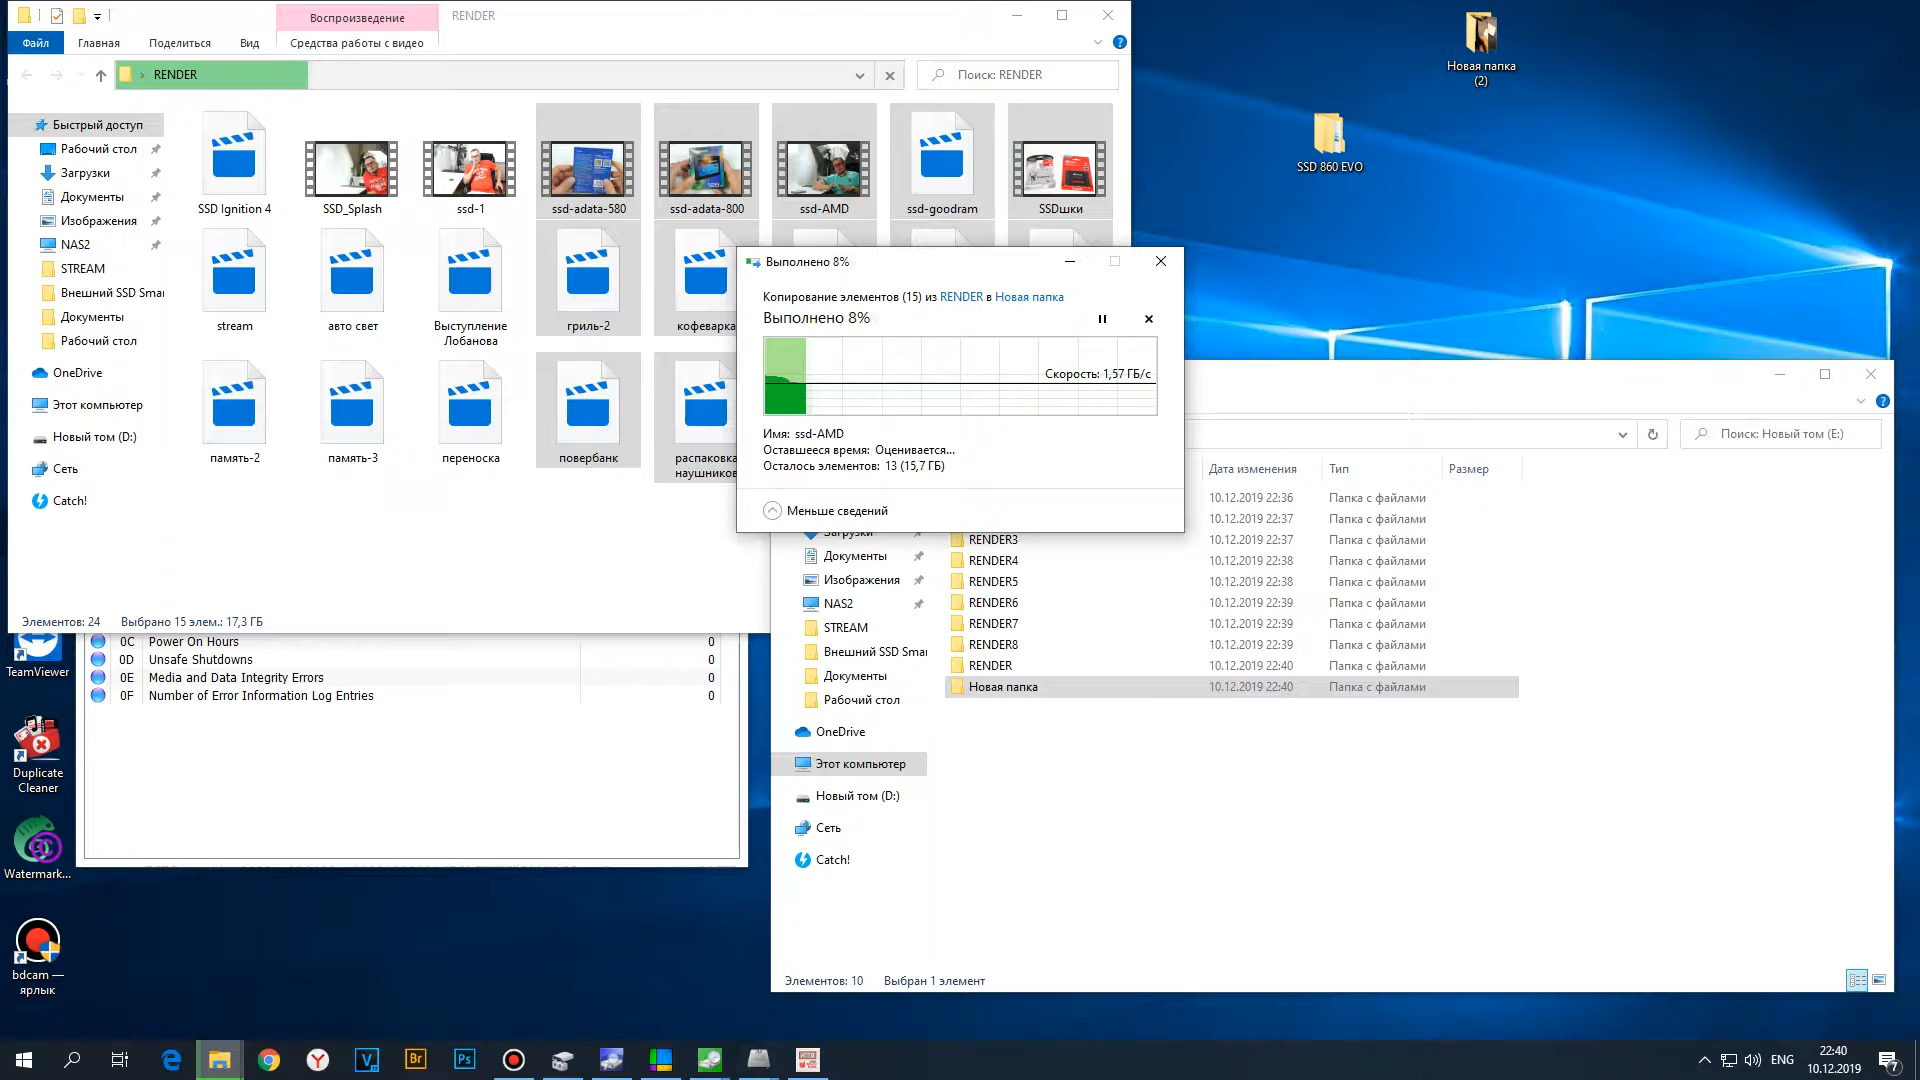 Воспроизведение
RENDER
Файл
Главная
Поделиться
Вид
Средства работы с видео
RENDER
Поиск: RENDER
Быстрый доступ
Рабочий стол
Загрузки
Документы
Изображения
NAS2
STREAM
Внешний SSD Smar
Документы
Рабочий стол
OneDrive
Этот компьютер
Новый том (D:)
Сеть
Catch!
SSD Ignition 4
SSD_Splash
ssd-1
ssd-adata-580
ssd-adata-800
ssd-AMD
ssd-goodram
SSDшки
stream
авто свет
Выступление
Лобанова
гриль-2
кофеварка
память-2
память-3
переноска
повербанк
распаковка
наушников
Элементов: 24
Выбрано 15 элем.: 17,3 ГБ
Выполнено 8%
Копирование элементов (15) из RENDER в Новая папка
Выполнено 8%
Скорость: 1,57 ГБ/с
Имя: ssd-AMD
Оставшееся время: Оценивается...
Осталось элементов: 13 (15,7 ГБ)
Меньше сведений
Новая папка
(2)
SSD 860 EVO
Поиск: Новый том (E:)
Дата изменения
Тип
Размер
10.12.2019 22:36
Папка с файлами
10.12.2019 22:37
Папка с файлами
RENDER3
10.12.2019 22:37
Папка с файлами
RENDER4
10.12.2019 22:38
Папка с файлами
RENDER5
10.12.2019 22:38
Папка с файлами
RENDER6
10.12.2019 22:39
Папка с файлами
RENDER7
10.12.2019 22:39
Папка с файлами
RENDER8
10.12.2019 22:39
Папка с файлами
RENDER
10.12.2019 22:40
Папка с файлами
Новая папка
10.12.2019 22:40
Папка с файлами
Загрузки
Документы
Изображения
NAS2
STREAM
Внешний SSD Smar
Документы
Рабочий стол
OneDrive
Этот компьютер
Новый том (D:)
Сеть
Catch!
Элементов: 10
Выбран 1 элемент
0C Power On Hours 0
0D Unsafe Shutdowns 0
0E Media and Data Integrity Errors 0
0F Number of Error Information Log Entries 0
TeamViewer
Duplicate
Cleaner
Watermark...
bdcam —
ярлык
Br
Ps
ENG
22:40
10.12.2019
7